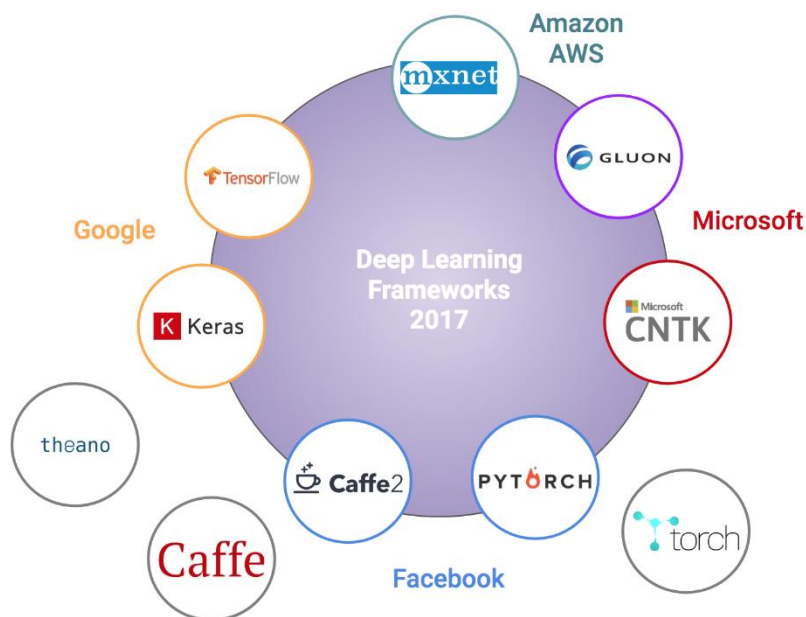 Amazon
AWS
mxnet
TensorFlow
GLUON
Google
Microsoft
Deep Learning
Frameworks
2017
K Keras
Microsoft
CNTK
theano
Caffe2
PYTORCH
Caffe
torch
Facebook